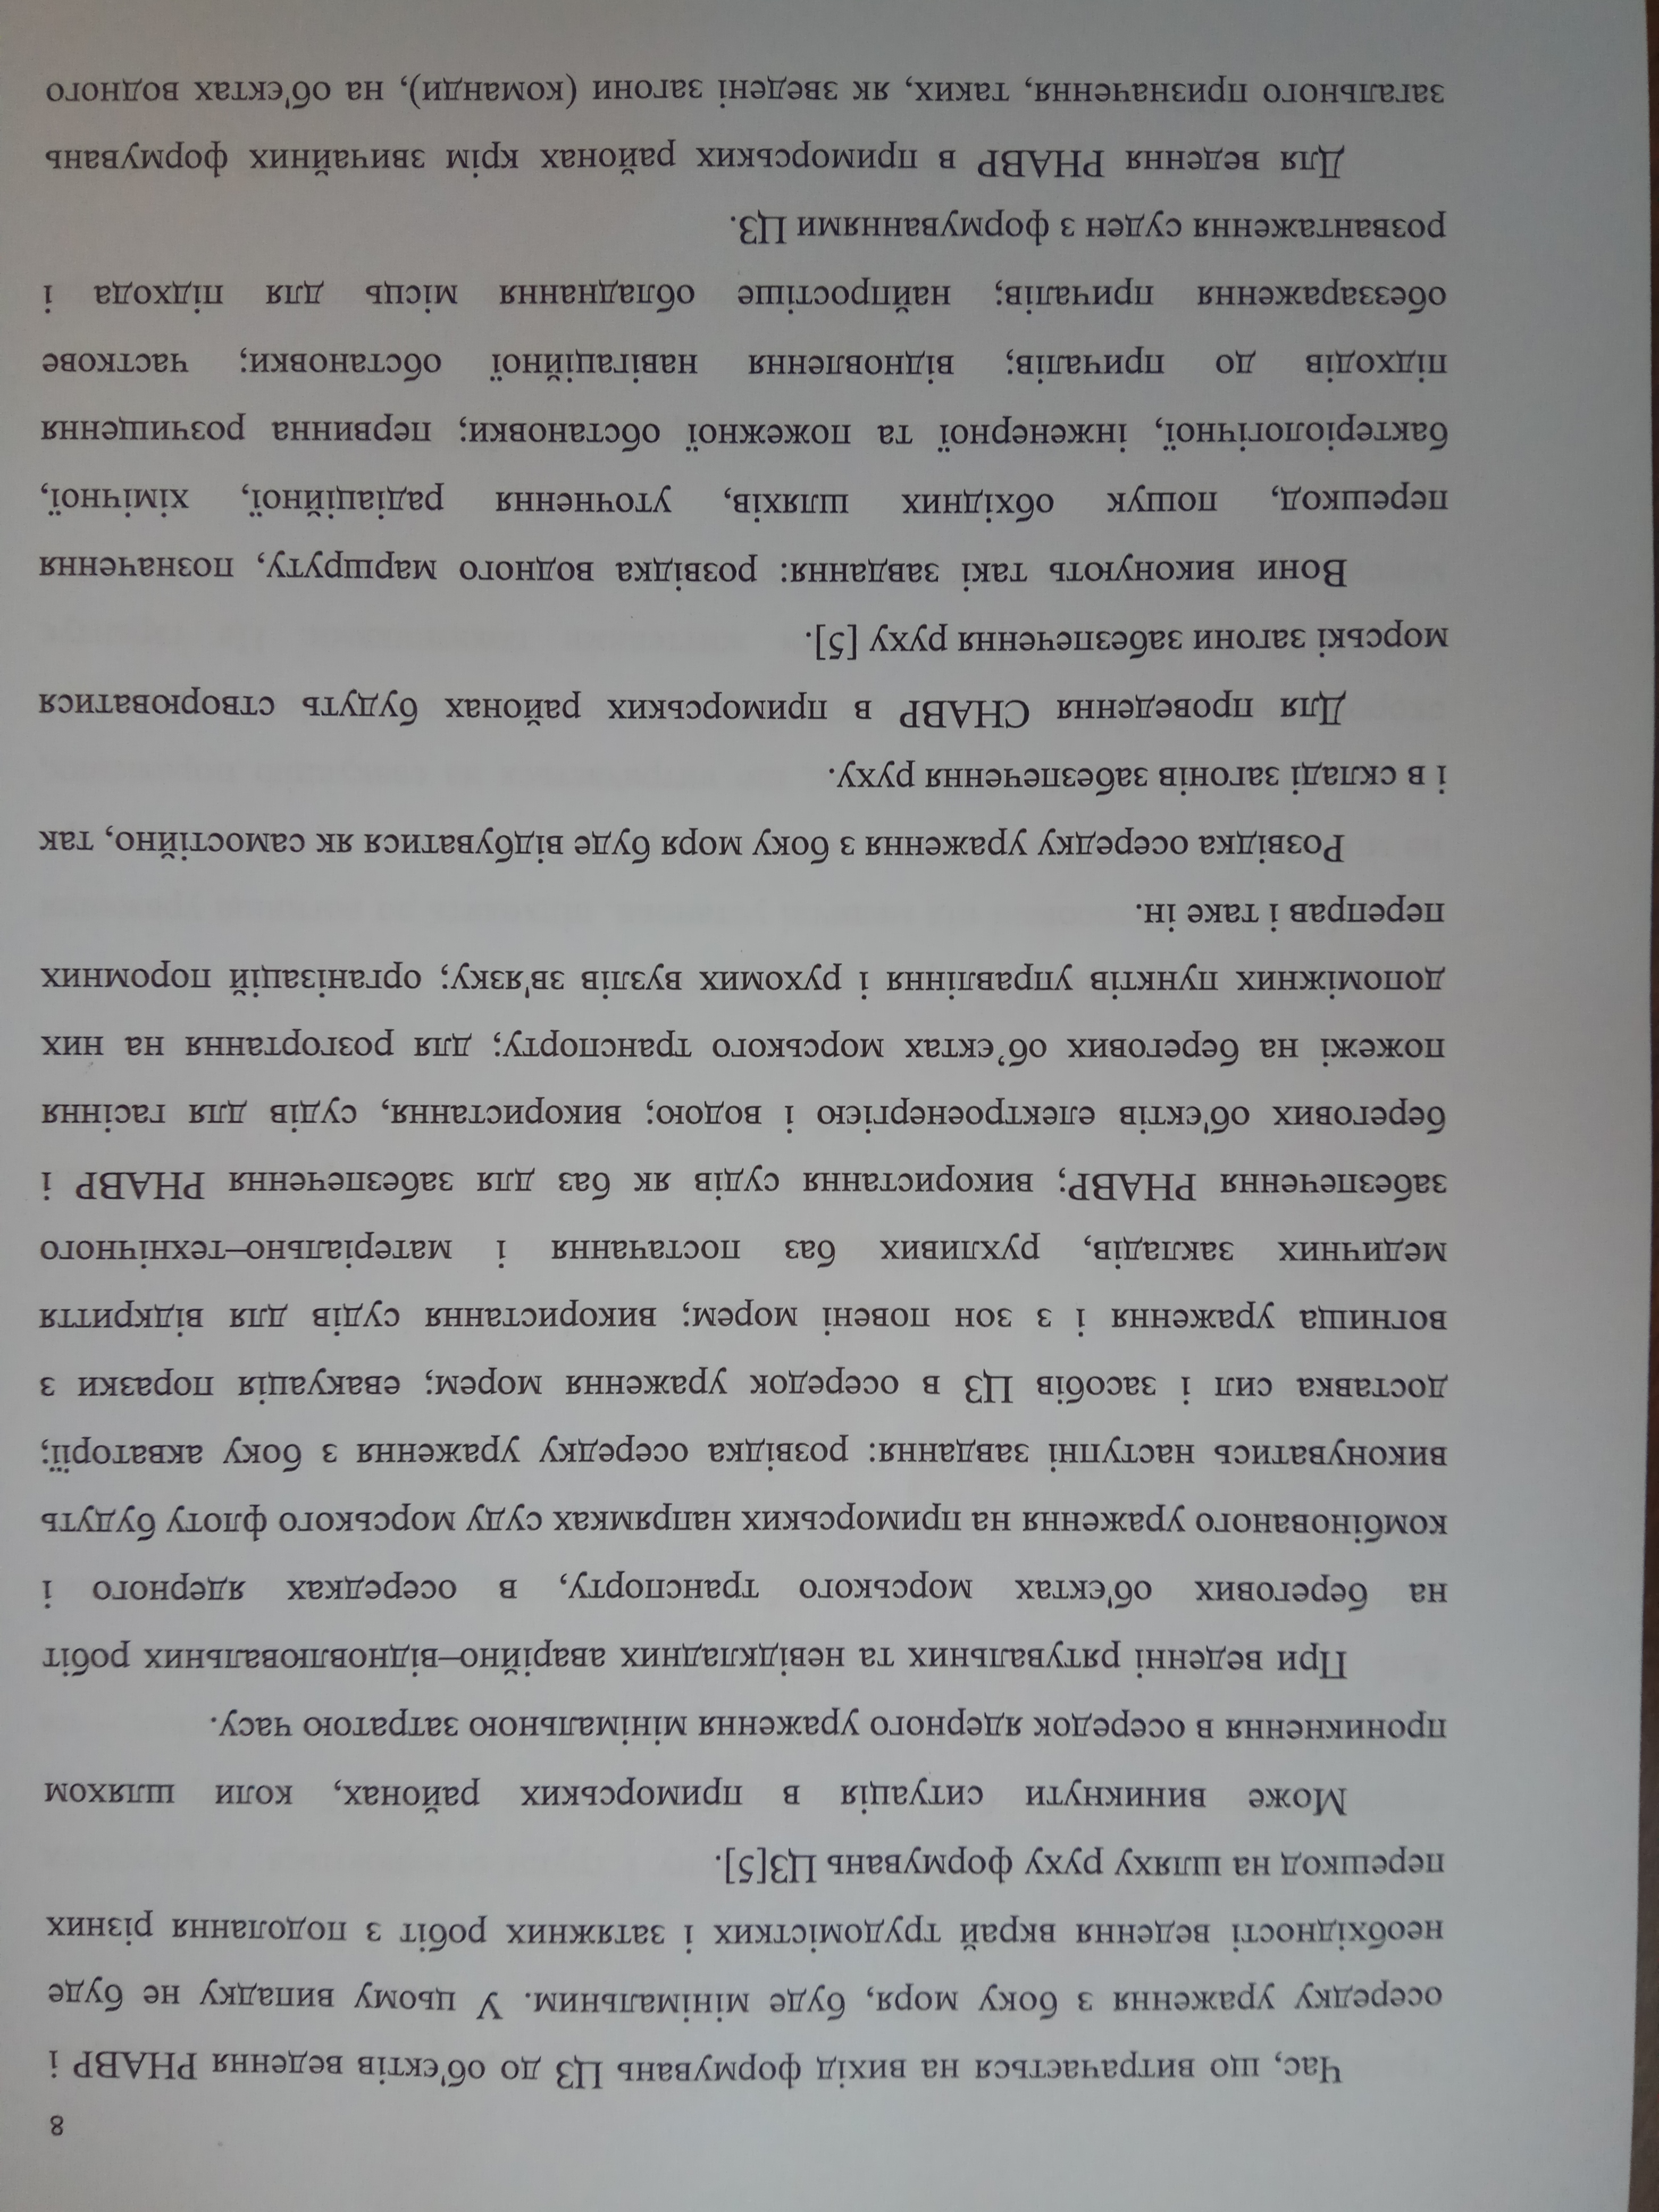 8
Час, що витрачається на вихід формувань ЦЗ до об'єктів ведення РНАВР і
осередку ураження з боку моря, буде мінімальним. У цьому випадку не буде
необхідності ведення вкрай трудомістких і затяжних робіт з подолання різних
перешкод на шляху руху формувань ЦЗ[5].
Може виникнути ситуація в приморських районах, коли шляхом
проникнення в осередок ядерного ураження мінімальною затратою часу.
При веденні рятувальних та невідкладних аварійно–відновлювальних робіт
на берегових об'єктах морського транспорту, в осередках ядерного і
комбінованого ураження на приморських напрямках суду морського флоту будуть
виконуватись наступні завдання: розвідка осередку ураження з боку акваторії;
доставка сил і засобів ЦЗ в осередок ураження морем; евакуація поразки з
вогнища ураження і з зон повені морем; використання судів для відкриття
медичних закладів, рухливих баз постачання і матеріально–технічного
забезпечення РНАВР; використання судів як баз для забезпечення РНАВР і
берегових об'єктів електроенергією і водою; використання, судів для гасіння
пожежі на берегових об’єктах морського транспорту; для розгортання на них
допоміжних пунктів управління і рухомих вузлів зв'язку; організацій поромних
переправ і таке ін.
Розвідка осередку ураження з боку моря буде відбуватися як самостійно, так
і в складі загонів забезпечення руху.
Для проведення СНАВР в приморських районах будуть створюватися
морські загони забезпечення руху [5].
Вони виконують такі завдання: розвідка водного маршруту, позначення
перешкод, пошук обхідних шляхів, уточнення радіаційної, хімічної,
бактеріологічної, інженерної та пожежної обстановки; первинна розчищення
підходів до причалів; відновлення навігаційної обстановки; часткове
обеззараження причалів; найпростіше обладнання місць для підхода і
розвантаження суден з формуваннями ЦЗ.
Для ведення РНАВР в приморських районах крім звичайних формувань
загального призначення, таких, як зведені загони (команди), на об'єктах водного